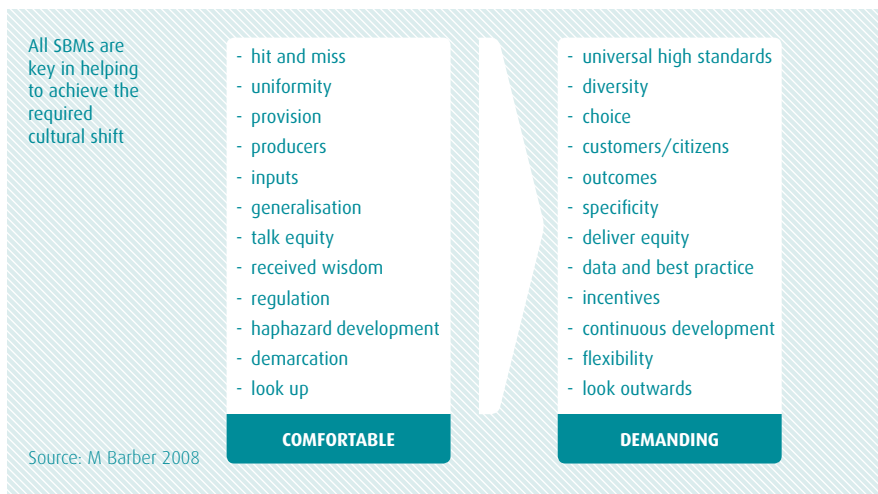 All SBMs are
key in helping
to achieve the
required
cultural shift
- hit and miss
- uniformity
- provision
- producers
- inputs
- generalisation
- talk equity
- received wisdom
- regulation
- haphazard development
- demarcation
- look up
COMFORTABLE
- universal high standards
- diversity
- choice
- customers/citizens
- outcomes
- specificity
- deliver equity
- data and best practice
- incentives
- continuous development
- flexibility
- look outwards
DEMANDING
Source: M Barber 2008